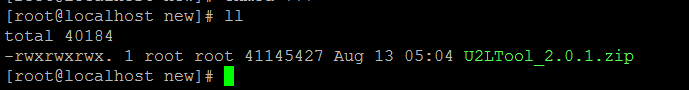 [root@localhost new]# ll
total 40184
-rwxrwxrwx. 1 root root 41145427 Aug 13 05:04 U2LTool_2.0.1.zip
[root@localhost new]#